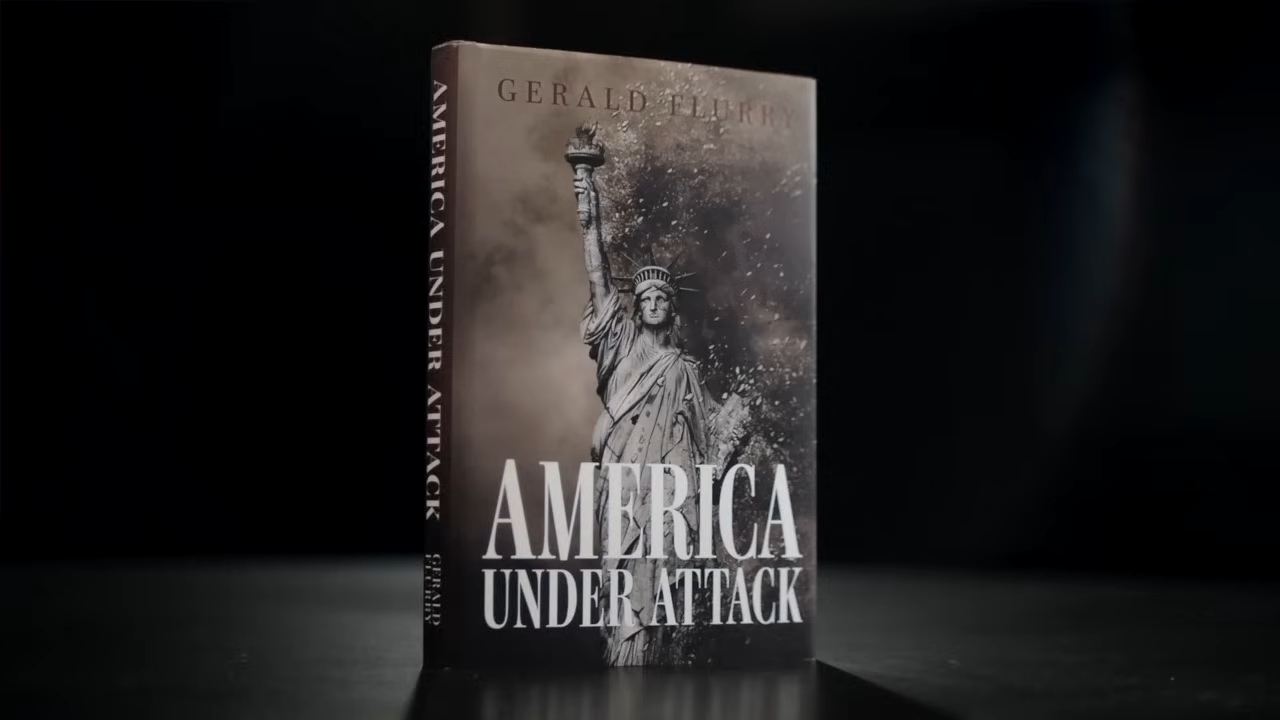 GERALD FLURRY
AMERICA
UNDER ATTACK
AMERICA UNDER ATTACK
GERALD
FLURRY